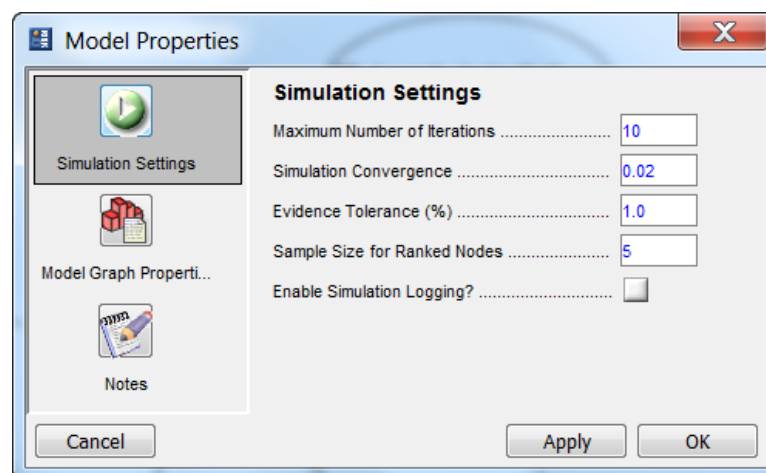 Model Properties
Simulation Settings
Model Graph Properti...
Notes
Simulation Settings
Maximum Number of Iterations ........................ 10
Simulation Convergence ................................. 0.02
Evidence Tolerance (%) ................................. 1.0
Sample Size for Ranked Nodes ...................... 5
Enable Simulation Logging? .............................
Cancel
Apply
OK